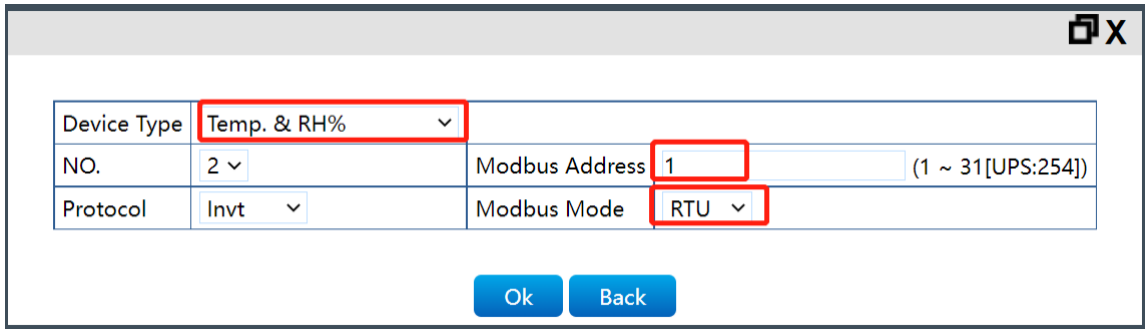 X
Device Type Temp. & RH%
NO. 2 Modbus Address 1 (1 ~ 31[UPS:254])
Protocol Invt Modbus Mode RTU
Ok Back